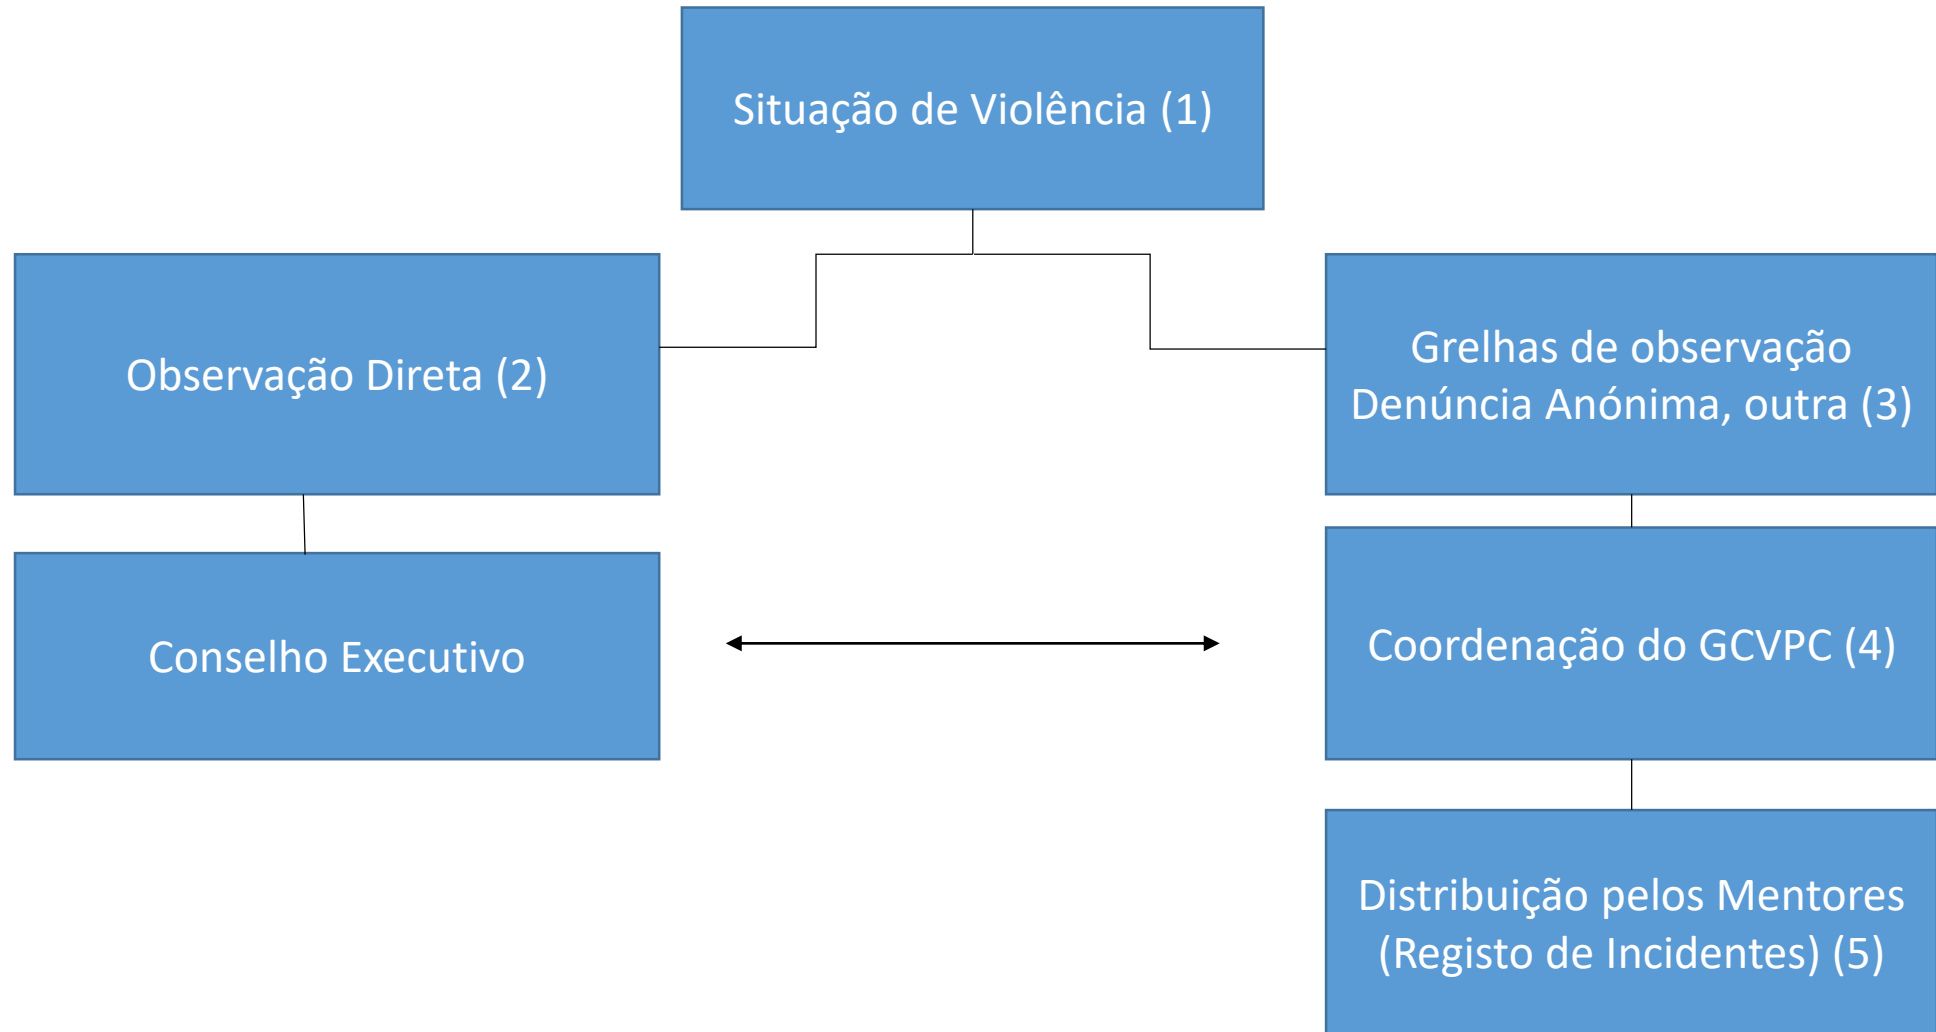 Situação de Violência (1)
Observação Direta (2)
Grelhas de observação
Denúncia Anónima, outra (3)
Conselho Executivo
Coordenação do GCVPC (4)
Distribuição pelos Mentores
(Registo de Incidentes) (5)